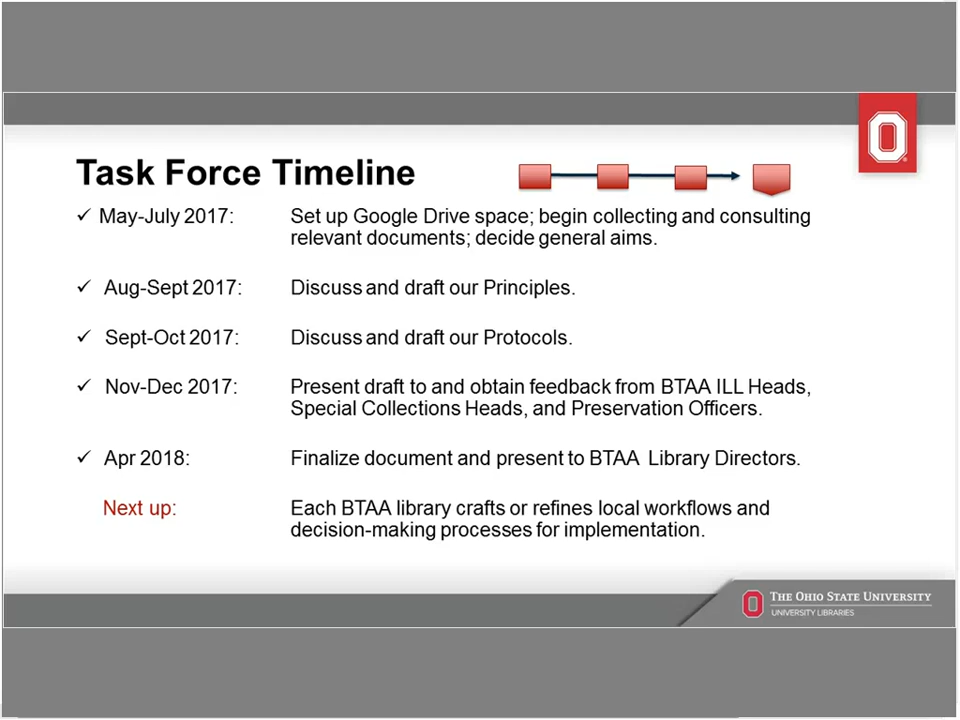 Task Force Timeline
✓ May-July 2017: Set up Google Drive space; begin collecting and consulting
relevant documents; decide general aims.
✓ Aug-Sept 2017: Discuss and draft our Principles.
✓ Sept-Oct 2017: Discuss and draft our Protocols.
✓ Nov-Dec 2017: Present draft to and obtain feedback from BTAA ILL Heads,
Special Collections Heads, and Preservation Officers.
✓ Apr 2018: Finalize document and present to BTAA Library Directors.
Next up: Each BTAA library crafts or refines local workflows and
decision-making processes for implementation.
THE OHIO STATE UNIVERSITY
UNIVERSITY LIBRARIES